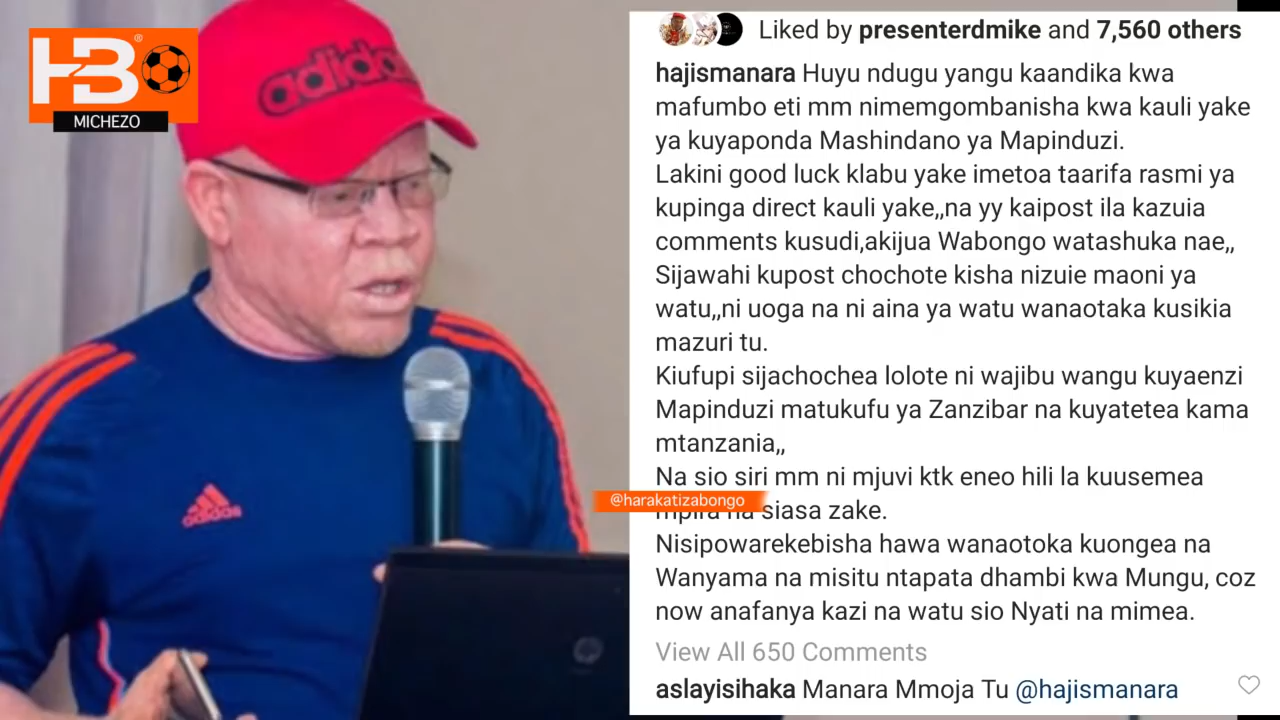 HBO
MICHEZO
adidas
adidas
@harakatizabongo
Liked by presenterdmike and 7,560 others
hajismanara Huyu ndugu yangu kaandika kwa
mafumbo eti mm nimemgombanisha kwa kauli yake
ya kuyaponda Mashindano ya Mapinduzi.
Lakini good luck klabu yake imetoa taarifa rasmi ya
kupinga direct kauli yake,,na yy kaipost ila kazuia
comments kusudi,akijua Wabongo watashuka nae,,
Sijawahi kupost chochote kisha nizuie maoni ya
watu,,ni uoga na ni aina ya watu wanaotaka kusikia
mazuri tu.
Kiufupi sijachochea lolote ni wajibu wangu kuyaenzi
Mapinduzi matukufu ya Zanzibar na kuyatetea kama
mtanzania,,
Na sio siri mm ni mjuvi ktk eneo hili la kuusemea
mpira na siasa zake.
Nisipowarekebisha hawa wanaotoka kuongea na
Wanyama na misitu ntapata dhambi kwa Mungu, coz
now anafanya kazi na watu sio Nyati na mimea.
View All 650 Comments
aslayisihaka Manara Mmoja Tu @hajismanara